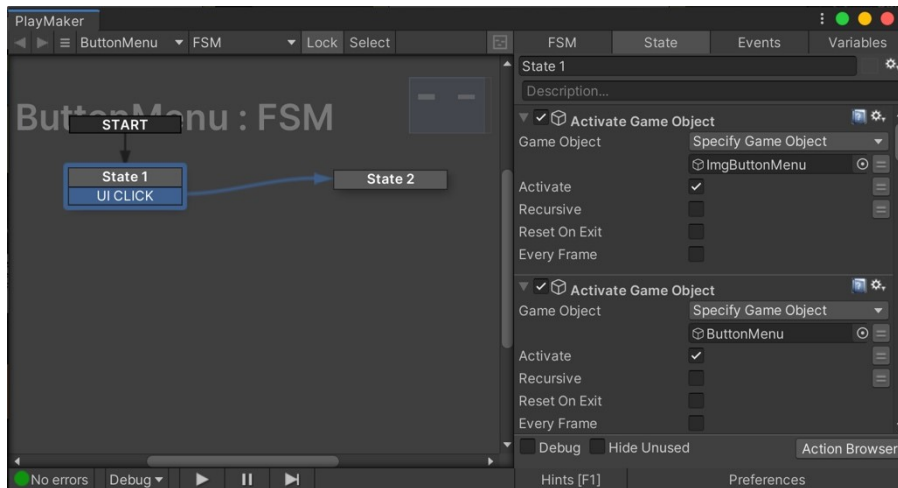 PlayMaker
ButtonMenu FSM Lock Select
ButtonMenu : FSM
START
State 1
UI CLICK
State 2
No errors Debug
FSM State Events Variables
State 1
Description...
Activate Game Object
Game Object Specify Game Object
ImgButtonMenu
Activate
Recursive
Reset On Exit
Every Frame
Activate Game Object
Game Object Specify Game Object
ButtonMenu
Activate
Recursive
Reset On Exit
Every Frame
Debug Hide Unused Action Browser
Hints [F1] Preferences